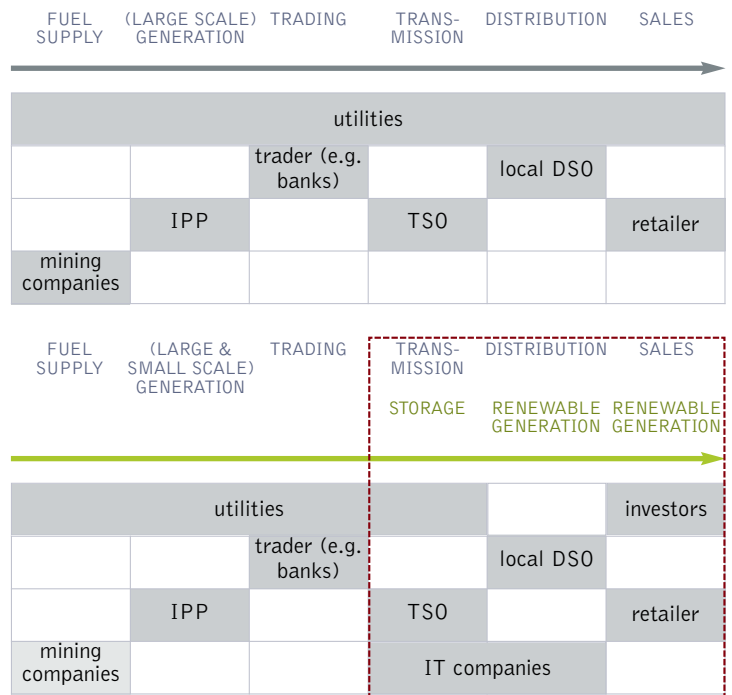 FUEL SUPPLY
(LARGE SCALE) GENERATION
TRADING
TRANS-
MISSION
DISTRIBUTION
SALES
utilities
trader (e.g.
banks)
local DSO
IPP
TSO
retailer
mining
companies
FUEL
SUPPLY
(LARGE &
SMALL SCALE)
GENERATION
TRADING
TRANS-
MISSION
DISTRIBUTION
SALES
STORAGE
RENEWABLE
GENERATION
RENEWABLE
GENERATION
utilities
investors
trader (e.g.
banks)
local DSO
IPP
TSO
retailer
mining
companies
IT companies